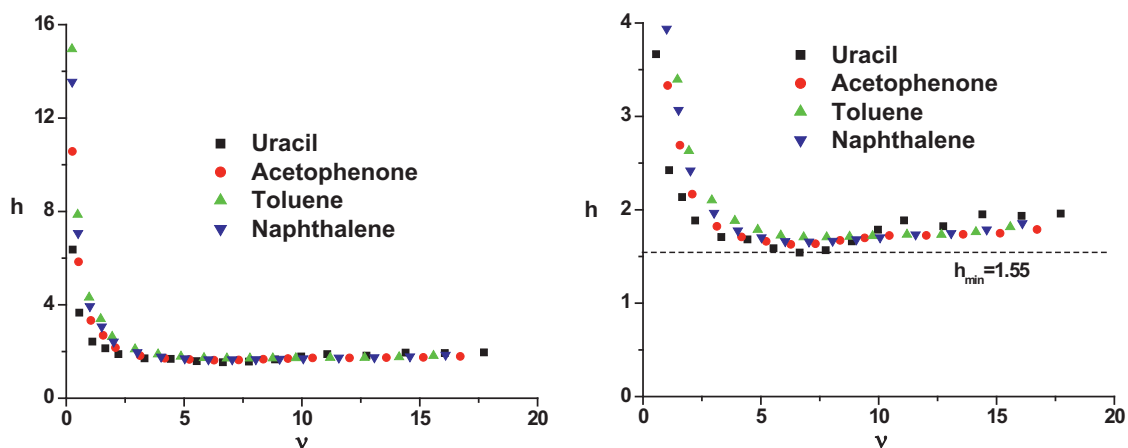 16
12
8
4
0
h
Uracil
Acetophenone
Toluene
Naphthalene
0 5 10 15 20
ν
4
3
2
1
0
h
Uracil
Acetophenone
Toluene
Naphthalene
h_min=1.55
0 5 10 15 20
ν